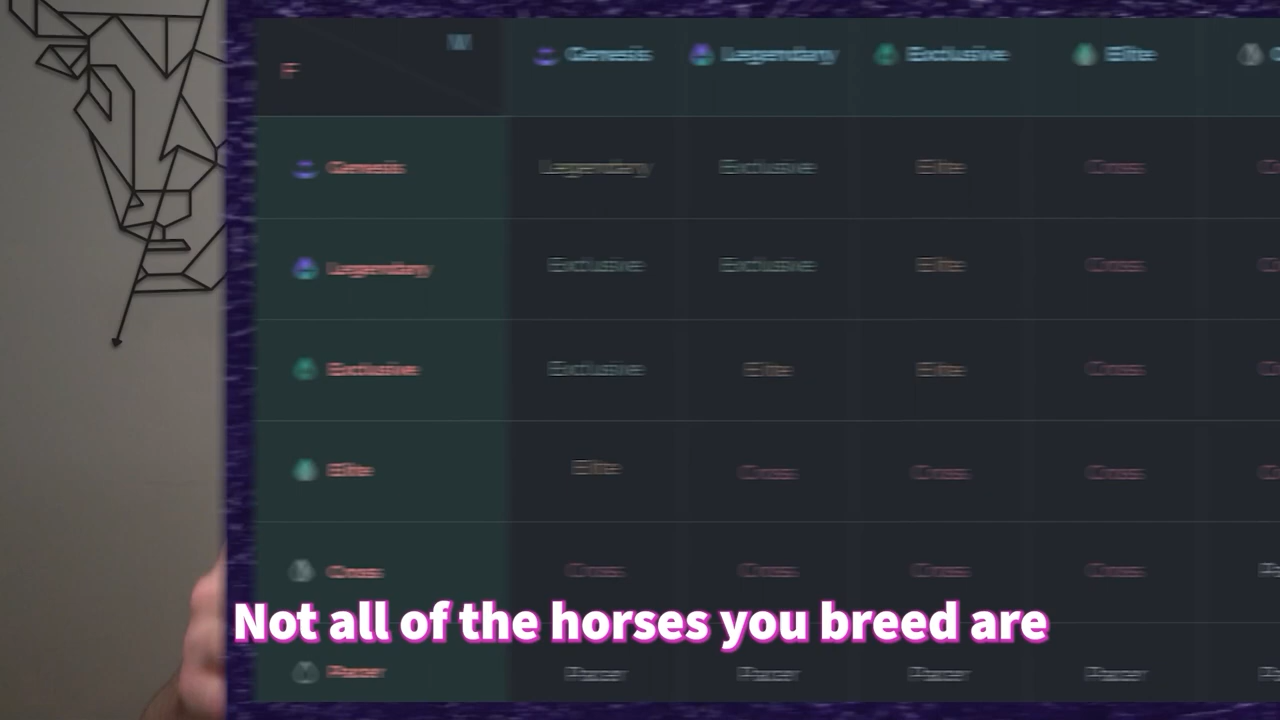 M
F
Genesis Legendary Exclusive Elite
Genesis Legendary Exclusive Elite Cross
Legendary Exclusive Exclusive Elite Cross
Exclusive Exclusive Elite Elite Cross
Elite Elite Cross Cross Cross
Cross Cross Cross Cross Cross
Not all of the horses you breed are
Pacer Pacer Pacer Pacer Pacer